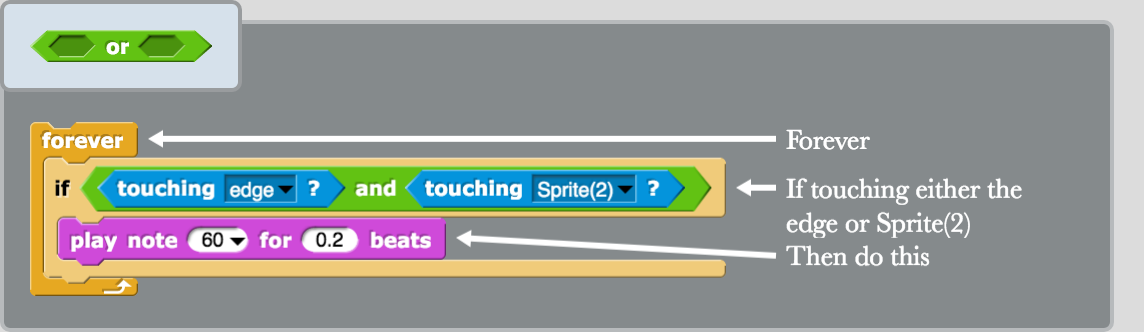 or
forever
Forever
if touching edge ? and touching Sprite(2) ?
If touching either the
edge or Sprite(2)
play note 60 for 0.2 beats
Then do this